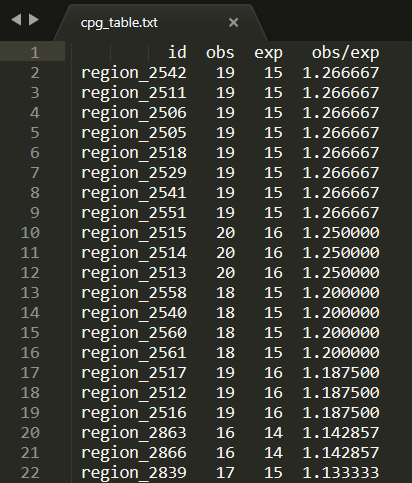 cpg_table.txt
1 id obs exp obs/exp
2 region_2542 19 15 1.266667
3 region_2511 19 15 1.266667
4 region_2506 19 15 1.266667
5 region_2505 19 15 1.266667
6 region_2518 19 15 1.266667
7 region_2529 19 15 1.266667
8 region_2541 19 15 1.266667
9 region_2551 19 15 1.266667
10 region_2515 20 16 1.250000
11 region_2514 20 16 1.250000
12 region_2513 20 16 1.250000
13 region_2558 18 15 1.200000
14 region_2540 18 15 1.200000
15 region_2560 18 15 1.200000
16 region_2561 18 15 1.200000
17 region_2517 19 16 1.187500
18 region_2512 19 16 1.187500
19 region_2516 19 16 1.187500
20 region_2863 16 14 1.142857
21 region_2866 16 14 1.142857
22 region_2839 17 15 1.133333